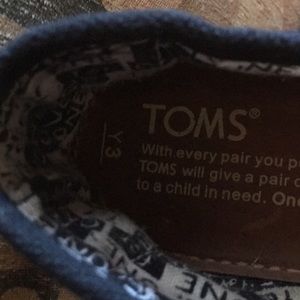 TOMS®
Y3
With every pair you p
TOMS will give a pair o
to a child in need. One